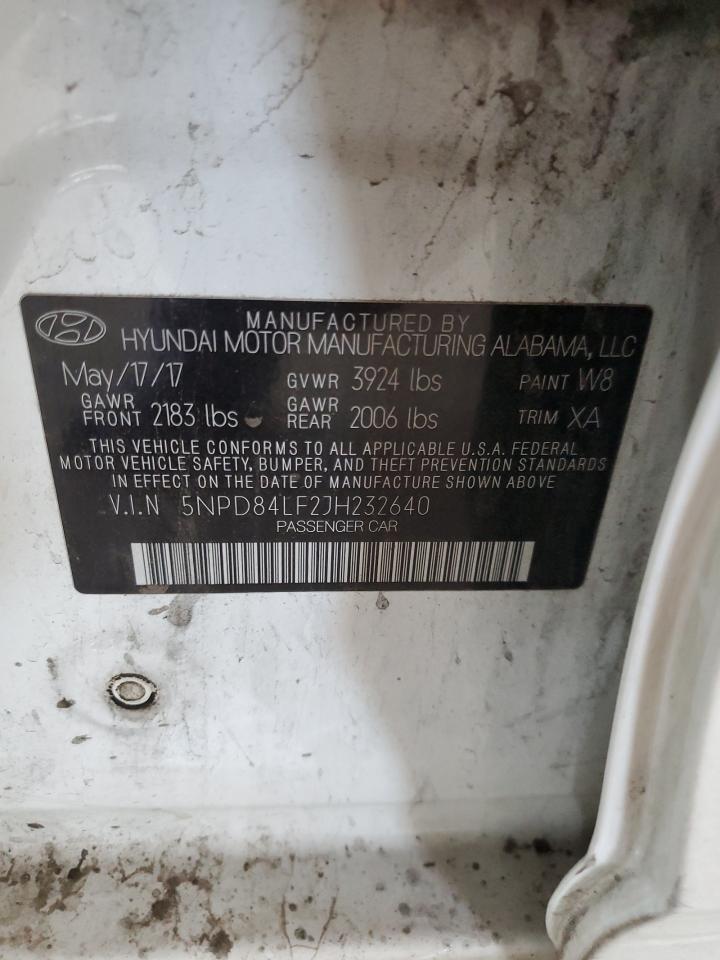 MANUFACTURED BY
HYUNDAI MOTOR MANUFACTURING ALABAMA, LLC
May/17/17 GVWR 3924 lbs PAINT W8
GAWR FRONT 2183 lbs GAWR REAR 2006 lbs TRIM XA
THIS VEHICLE CONFORMS TO ALL APPLICABLE U.S.A. FEDERAL
MOTOR VEHICLE SAFETY, BUMPER, AND THEFT PREVENTION STANDARDS
IN EFFECT ON THE DATE OF MANUFACTURE SHOWN ABOVE
V.I.N 5NPD84LF2JH232640
PASSENGER CAR